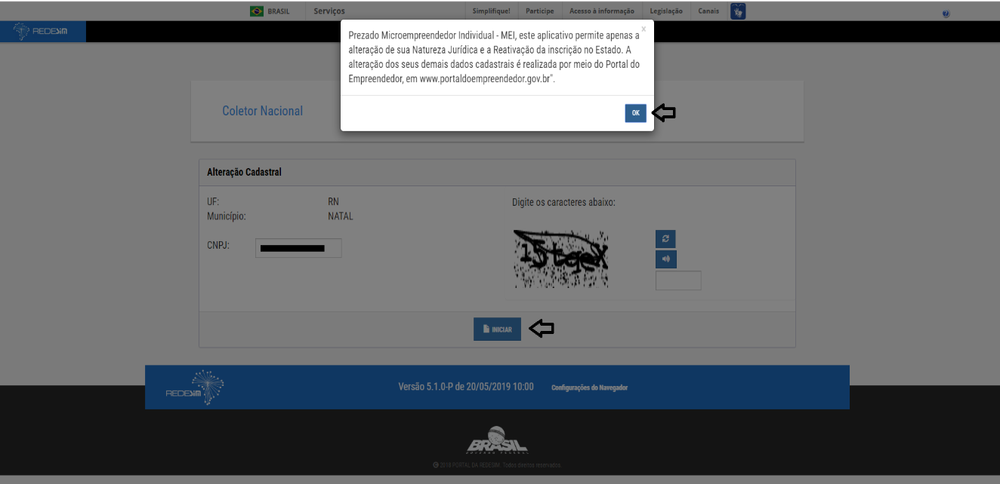 BRASIL Serviços Simplifique! Participe Acesso à informação Legislação Canais
REDESIM
Prezado Microempreendedor Individual - MEI, este aplicativo permite apenas a
alteração de sua Natureza Jurídica e a Reativação da inscrição no Estado. A
alteração dos seus demais dados cadastrais é realizada por meio do Portal do
Empreendedor, em www.portaldoempreendedor.gov.br".
OK
Coletor Nacional
Alteração Cadastral
UF: RN
Município: NATAL
Digite os caracteres abaixo:
CNPJ:
INICIAR
REDESIM
Versão 5.1.0-P de 20/05/2019 10:00 Configurações do Navegador
BRASIL
GOVERNO FEDERAL
2018 PORTAL DA REDESIM. Todos direitos reservados.